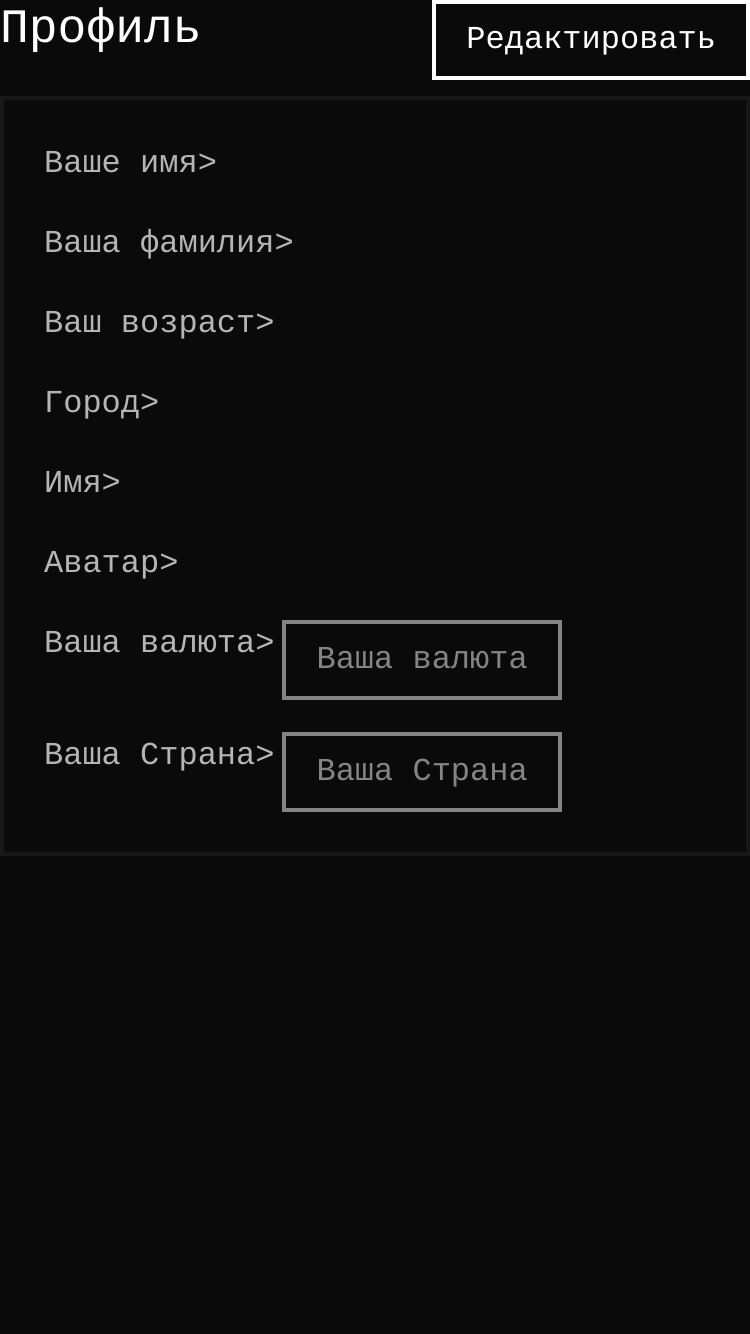 Профиль
Редактировать
Ваше имя>
Ваша фамилия>
Ваш возраст>
Город>
Имя>
Аватар>
Ваша валюта> Ваша валюта
Ваша Страна> Ваша Страна